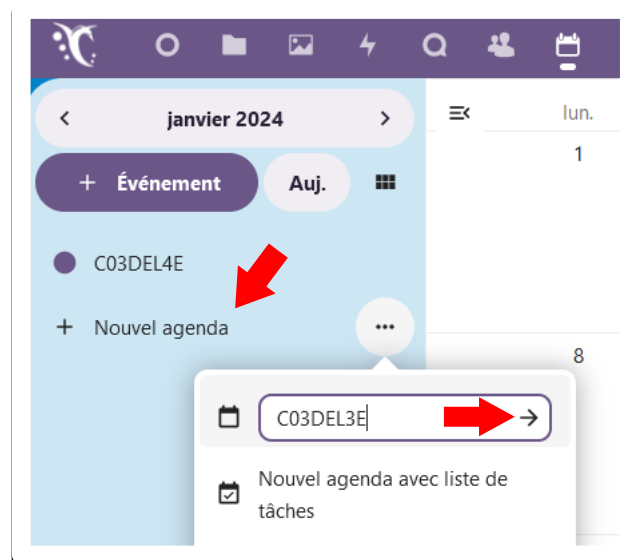 janvier 2024
lun.
1
+ Événement
Auj.
C03DEL4E
+ Nouvel agenda
8
C03DEL3E
Nouvel agenda avec liste de
tâches